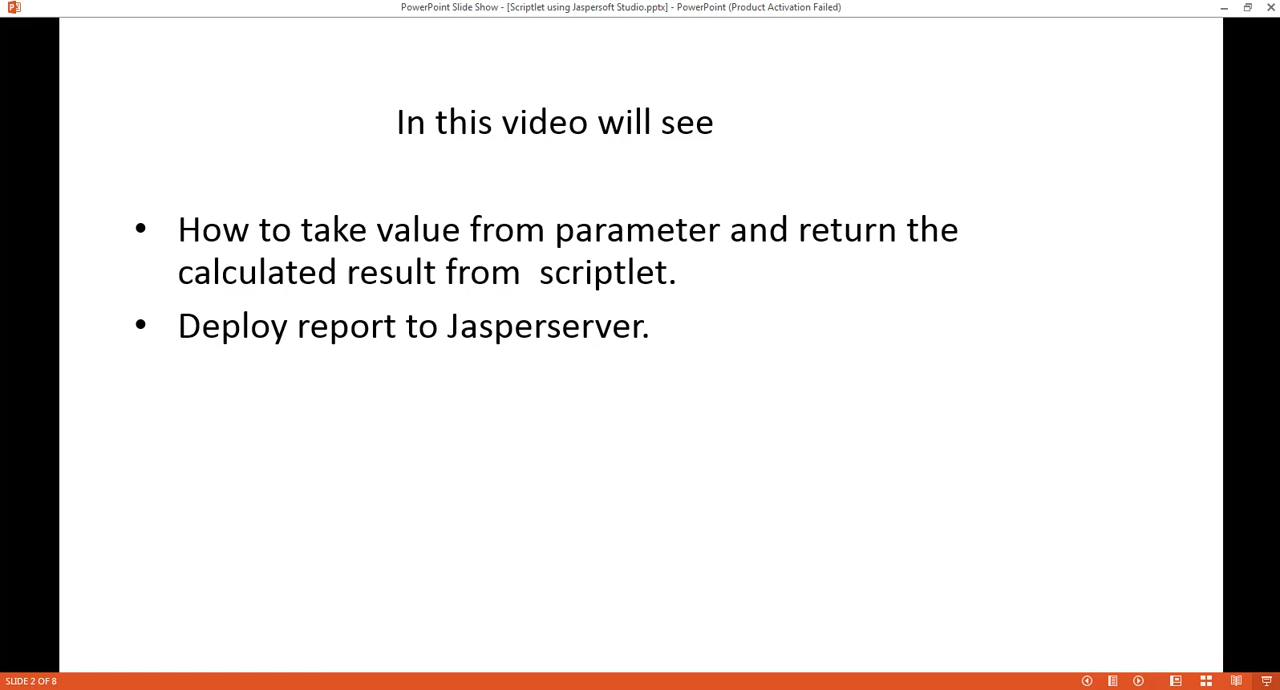 PowerPoint Slide Show - [Scriptlet using Jaspersoft Studio.pptx] - PowerPoint (Product Activation Failed)
In this video will see
• How to take value from parameter and return the
calculated result from  scriptlet.
• Deploy report to Jasperserver.
SLIDE 2 OF 8